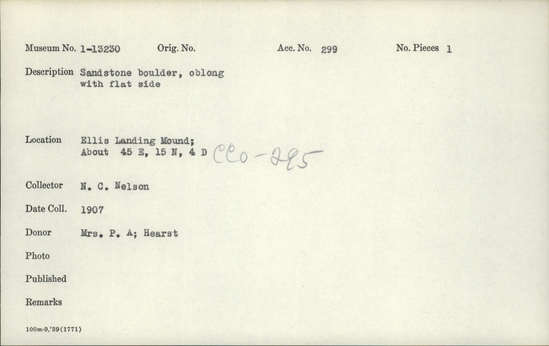 Museum No. 1-13230 Orig. No. Acc. No. 299 No. Pieces 1
Description Sandstone boulder, oblong
with flat side
Location Ellis Landing Mound;
About 45 E, 15 N, 4 D CCo-295
Collector N. C. Nelson
Date Coll. 1907
Donor Mrs. P. A; Hearst
Photo
Published
Remarks
100m-9,'39(1771)